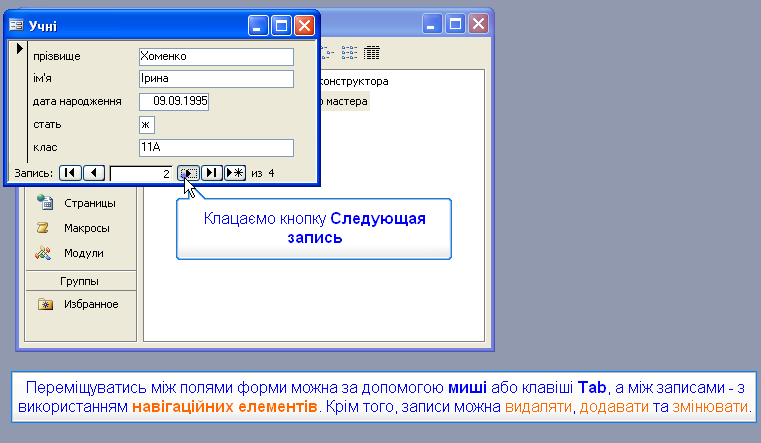 Учні
прізвище Хоменко
ім'я Ірина
дата народження 09.09.1995
стать ж
клас 11А
Запись: 2 из 4
конструктора
мастера
Страницы
Макросы
Модули
Группы
Избранное
Клацаємо кнопку Следующая
запись
Переміщуватись між полями форми можна за допомогою миші або клавіші Tab, а між записами - з
використанням навігаційних елементів. Крім того, записи можна видаляти, додавати та змінювати.